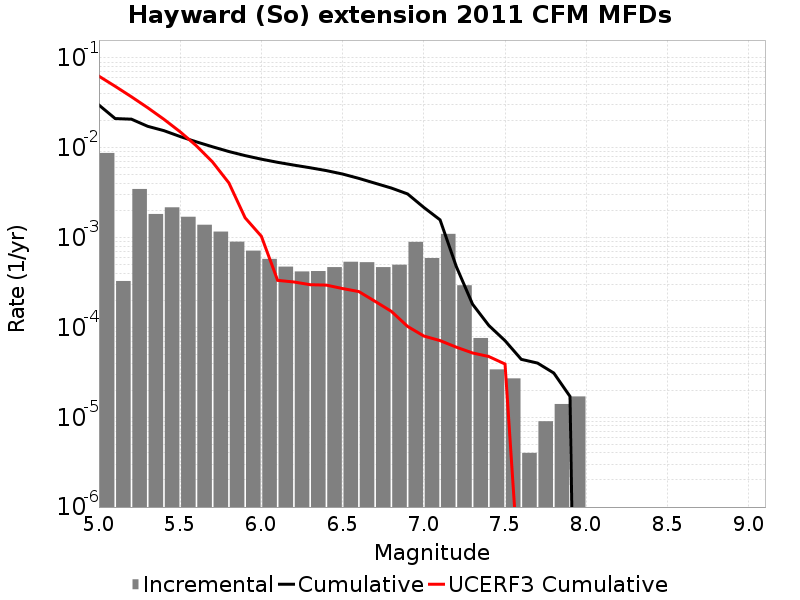 Hayward (So) extension 2011 CFM MFDs
10-1
10-2
10-3
10-4
10-5
10-6
Rate (1/yr)
5.0 5.5 6.0 6.5 7.0 7.5 8.0 8.5 9.0
Magnitude
Incremental Cumulative UCERF3 Cumulative